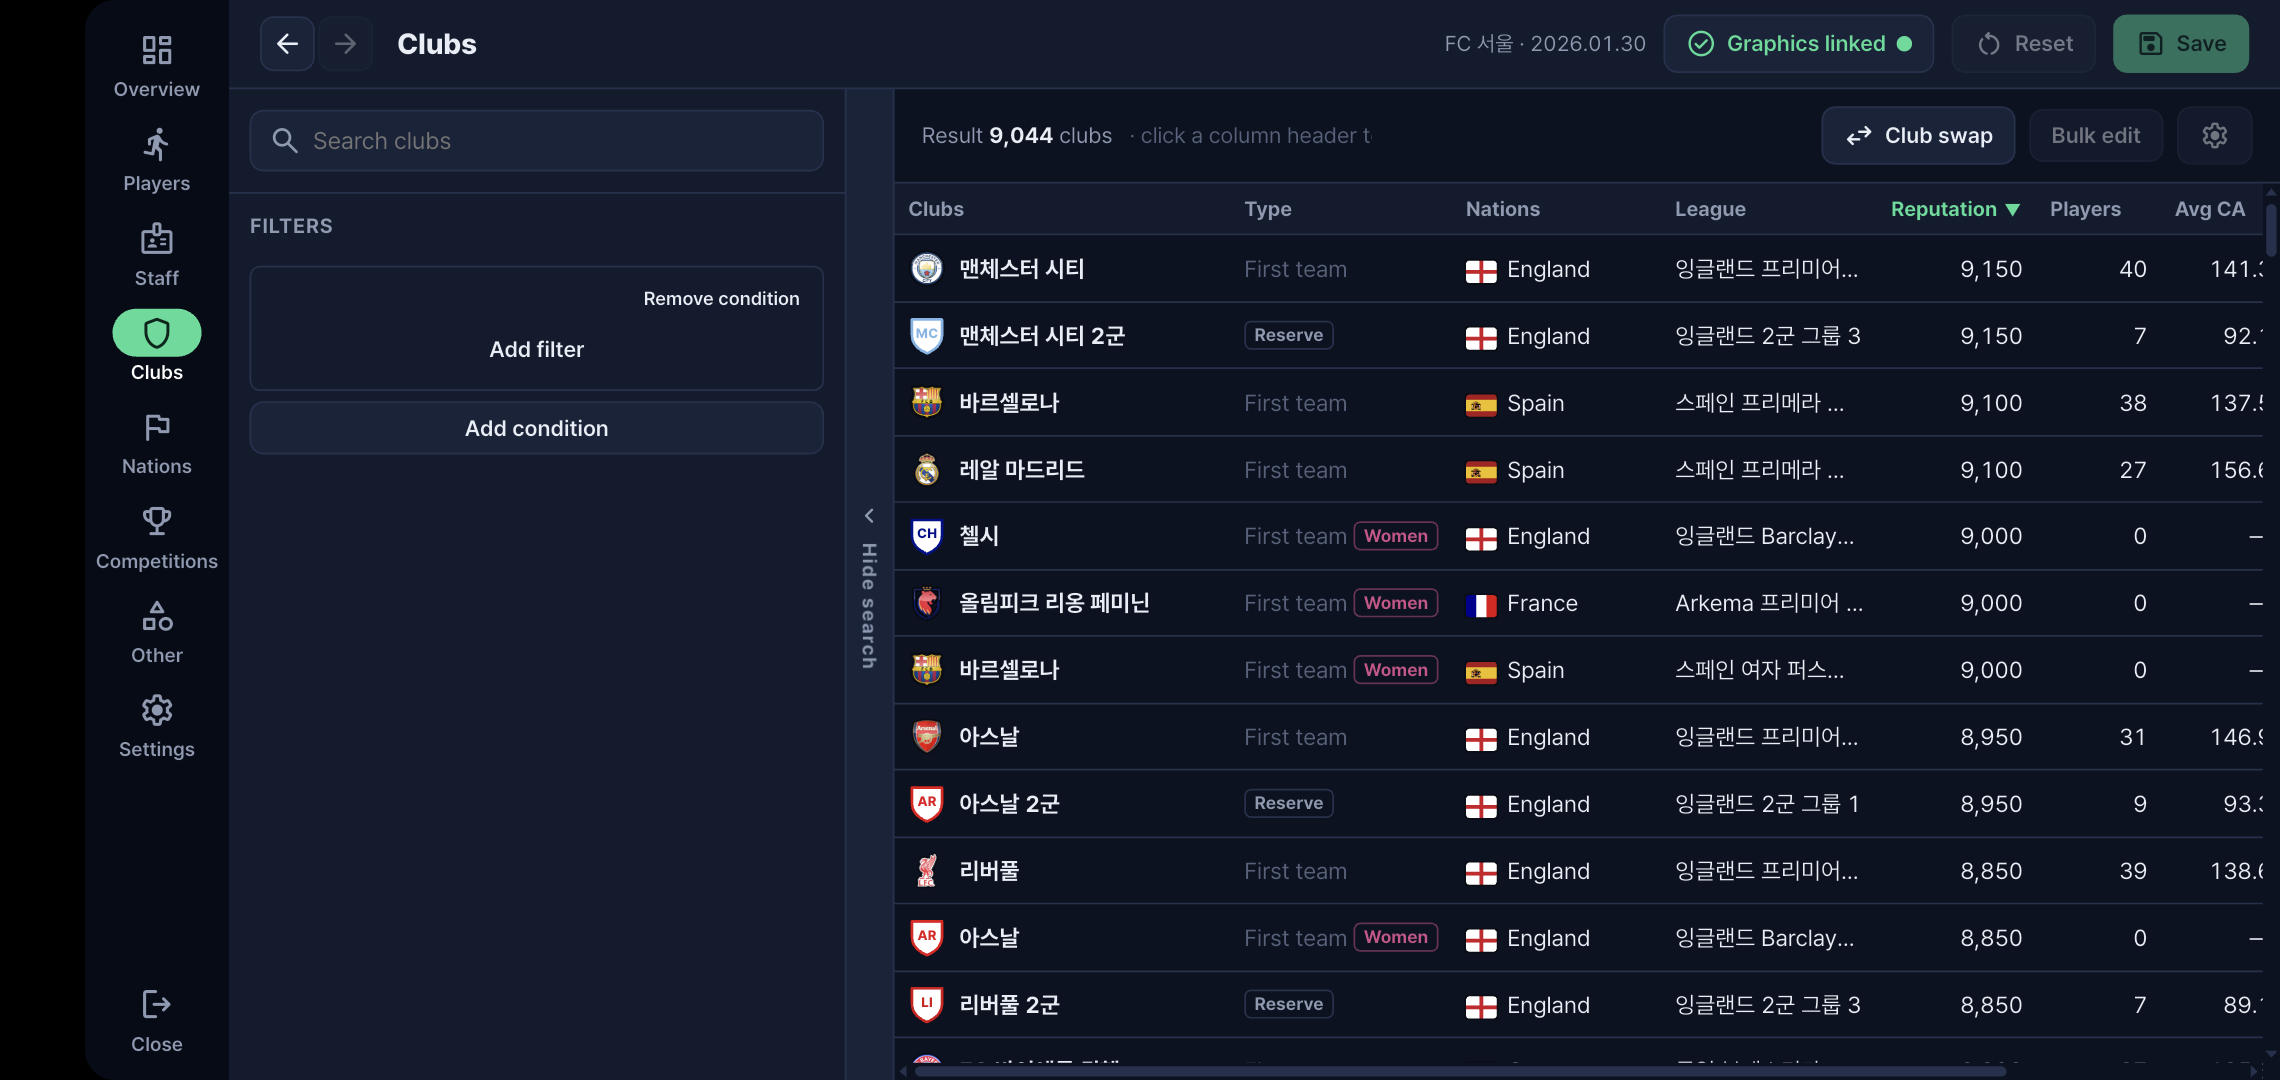 Overview
Players
Staff
Clubs
Nations
Competitions
Other
Settings
Close
Clubs
FC 서울 · 2026.01.30
Graphics linked
Reset
Save
Search clubs
FILTERS
Remove condition
Add filter
Add condition
Hide search
Result 9,044 clubs · click a column header t
Club swap
Bulk edit
Clubs Type Nations League Reputation ▼ Players Avg CA
맨체스터 시티 First team England 잉글랜드 프리미어... 9,150 40 141.
MC 맨체스터 시티 2군 Reserve England 잉글랜드 2군 그룹 3 9,150 7 92.
바르셀로나 First team Spain 스페인 프리메라 ... 9,100 38 137.
레알 마드리드 First team Spain 스페인 프리메라 ... 9,100 27 156.
CH 첼시 First team Women England 잉글랜드 Barclay... 9,000 0 –
올림피크 리옹 페미닌 First team Women France Arkema 프리미어 ... 9,000 0 –
바르셀로나 First team Women Spain 스페인 여자 퍼스... 9,000 0 –
아스날 First team England 잉글랜드 프리미어... 8,950 31 146.
AR 아스날 2군 Reserve England 잉글랜드 2군 그룹 1 8,950 9 93.
리버풀 First team England 잉글랜드 프리미어... 8,850 39 138.
AR 아스날 First team Women England 잉글랜드 Barclay... 8,850 0 –
LI 리버풀 2군 Reserve England 잉글랜드 2군 그룹 3 8,850 7 89.